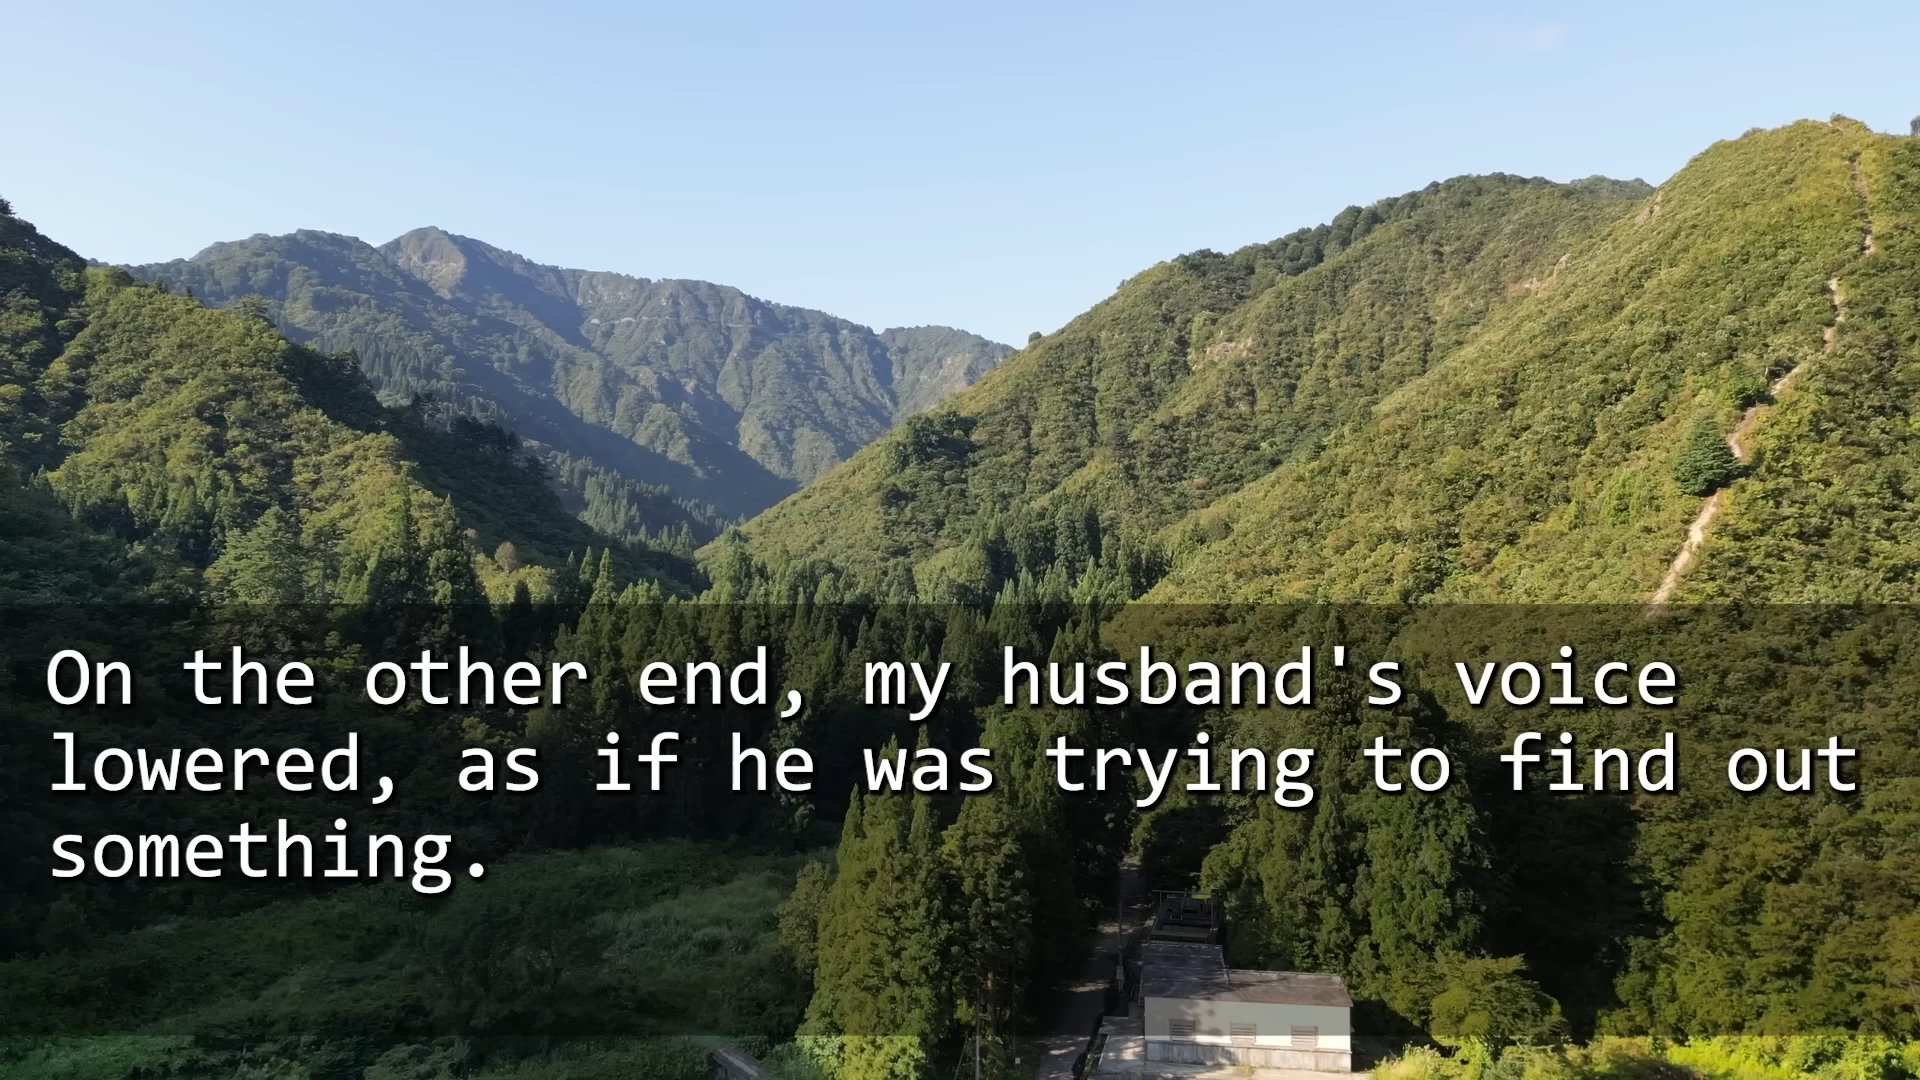 On the other end, my husband's voice
lowered, as if he was trying to find out
something.